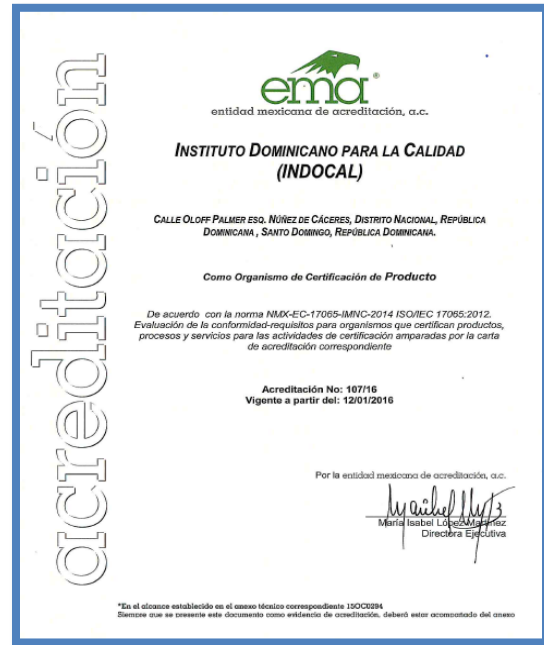 acreditación
ema®
entidad mexicana de acreditación, a.c.
INSTITUTO DOMINICANO PARA LA CALIDAD
(INDOCAL)
CALLE OLOFF PALMER ESQ. NÚÑEZ DE CÁCERES, DISTRITO NACIONAL, REPÚBLICA
DOMINICANA , SANTO DOMINGO, REPÚBLICA DOMINICANA.
Como Organismo de Certificación de Producto
De acuerdo con la norma NMX-EC-17065-IMNC-2014 ISO/IEC 17065:2012.
Evaluación de la conformidad-requisitos para organismos que certifican productos,
procesos y servicios para las actividades de certificación amparadas por la carta
de acreditación correspondiente
Acreditación No: 107/16
Vigente a partir del: 12/01/2016
Por la entidad mexicana de acreditación, a.c.
María Isabel López Martínez
Directora Ejecutiva
*En el alcance establecido en el anexo técnico correspondiente 15OC0294
Siempre que se presente este documento como evidencia de acreditación, deberá estar acompañado del anexo